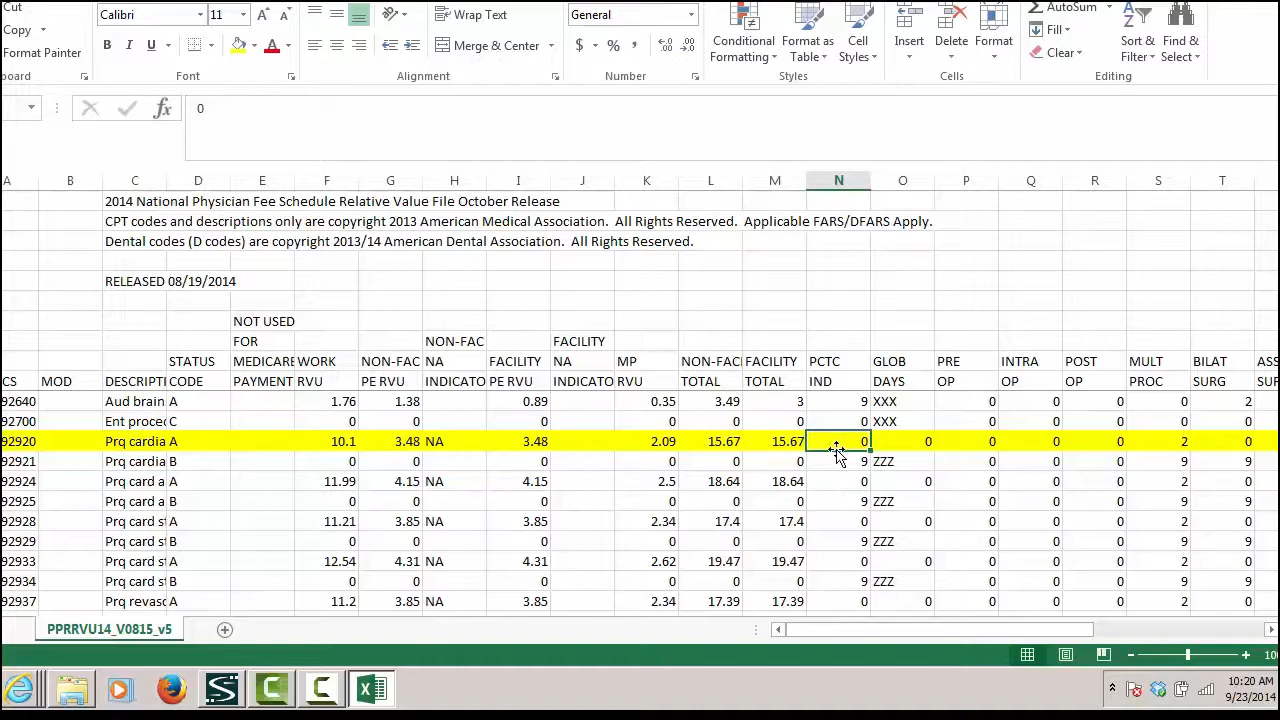 Cut
Copy
Format Painter
board
Calibri 11 A A
B I U A
Font
Wrap Text
Merge & Center
Alignment
General
$ % ,
Number
Conditional Formatting
Format as Table
Cell Styles
Styles
Insert
Delete
Format
Cells
AutoSum
Fill
Clear
Sort & Filter
Find & Select
Editing
fx 0
A B C D E F G H I J K L M N O P Q R S T
2014 National Physician Fee Schedule Relative Value File October Release
CPT codes and descriptions only are copyright 2013 American Medical Association. All Rights Reserved. Applicable FARS/DFARS Apply.
Dental codes (D codes) are copyright 2013/14 American Dental Association. All Rights Reserved.
RELEASED 08/19/2014
NOT USED
FOR NON-FAC FACILITY
STATUS MEDICARE WORK NON-FAC NA FACILITY NA MP NON-FACI FACILITY PCTC GLOB PRE INTRA POST MULT BILAT ASS
CS MOD DESCRIPTI CODE PAYMENT RVU PE RVU INDICATO PE RVU INDICATO RVU TOTAL TOTAL IND DAYS OP OP OP PROC SURG SUR
92640 Aud brain A 1.76 1.38 0.89 0.35 3.49 3 9 XXX 0 0 0 0 2
92700 Ent proced C 0 0 0 0 0 0 0 XXX 0 0 0 0 0
92920 Prq cardia A 10.1 3.48 NA 3.48 2.09 15.67 15.67 0 0 0 0 0 2 0
92921 Prq cardia B 0 0 0 0 0 0 9 ZZZ 0 0 0 9 9
92924 Prq card a A 11.99 4.15 NA 4.15 2.5 18.64 18.64 0 0 0 0 0 2 0
92925 Prq card a B 0 0 0 0 0 0 9 ZZZ 0 0 0 9 9
92928 Prq card st A 11.21 3.85 NA 3.85 2.34 17.4 17.4 0 0 0 0 0 2 0
92929 Prq card st B 0 0 0 0 0 0 9 ZZZ 0 0 0 9 9
92933 Prq card st A 12.54 4.31 NA 4.31 2.62 19.47 19.47 0 0 0 0 0 2 0
92934 Prq card st B 0 0 0 0 0 0 9 ZZZ 0 0 0 9 9
92937 Prq revasc A 11.2 3.85 NA 3.85 2.34 17.39 17.39 0 0 0 0 0 2 0
PPRRVU14_V0815_v5
10
10:20 AM
9/23/2014